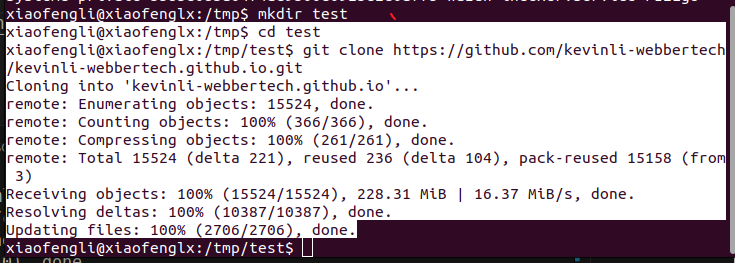 xiaofengli@xiaofenglx:/tmp$ mkdir test
xiaofengli@xiaofenglx:/tmp$ cd test
xiaofengli@xiaofenglx:/tmp/test$ git clone https://github.com/kevinli-webbertech
/kevinli-webbertech.github.io.git
Cloning into 'kevinli-webbertech.github.io'...
remote: Enumerating objects: 15524, done.
remote: Counting objects: 100% (366/366), done.
remote: Compressing objects: 100% (261/261), done.
remote: Total 15524 (delta 221), reused 236 (delta 104), pack-reused 15158 (from
 3)
Receiving objects: 100% (15524/15524), 228.31 MiB | 16.37 MiB/s, done.
Resolving deltas: 100% (10387/10387), done.
Updating files: 100% (2706/2706), done.
xiaofengli@xiaofenglx:/tmp/test$